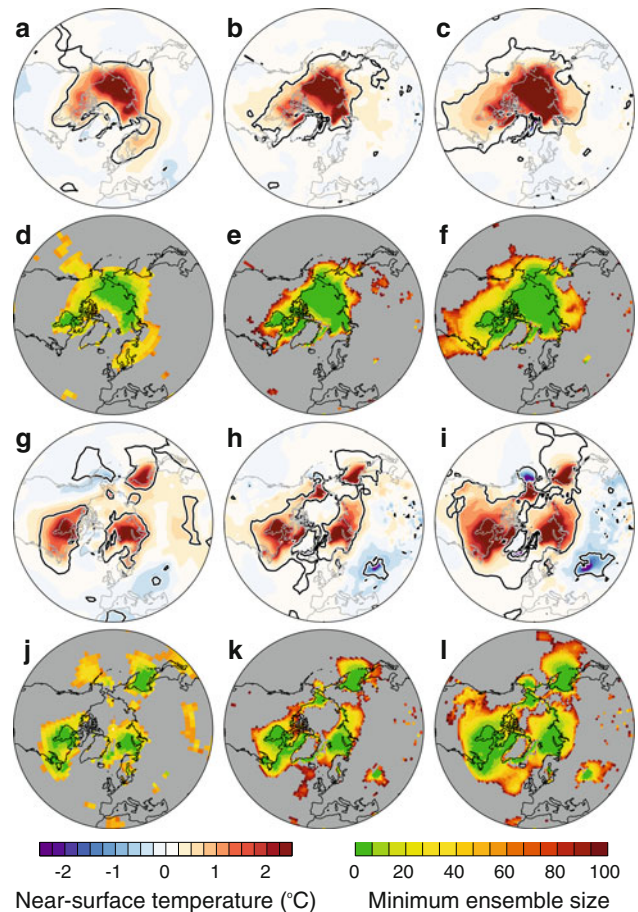 a b c
d e f
g h i
j k l
-2 -1 0 1 2
0 20 40 60 80 100
Near-surface temperature (°C) Minimum ensemble size